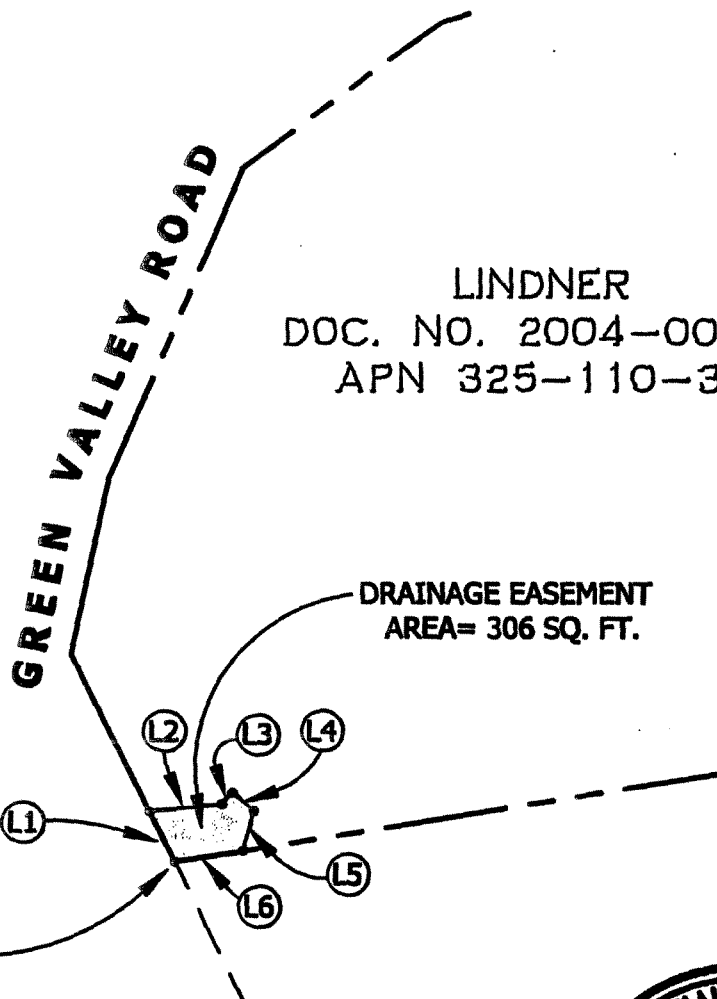 GREEN VALLEY ROAD
LINDNER
DOC. NO. 2004-00
APN 325-110-3
DRAINAGE EASEMENT
AREA= 306 SQ. FT.
L2
L3
L4
L1
L5
L6